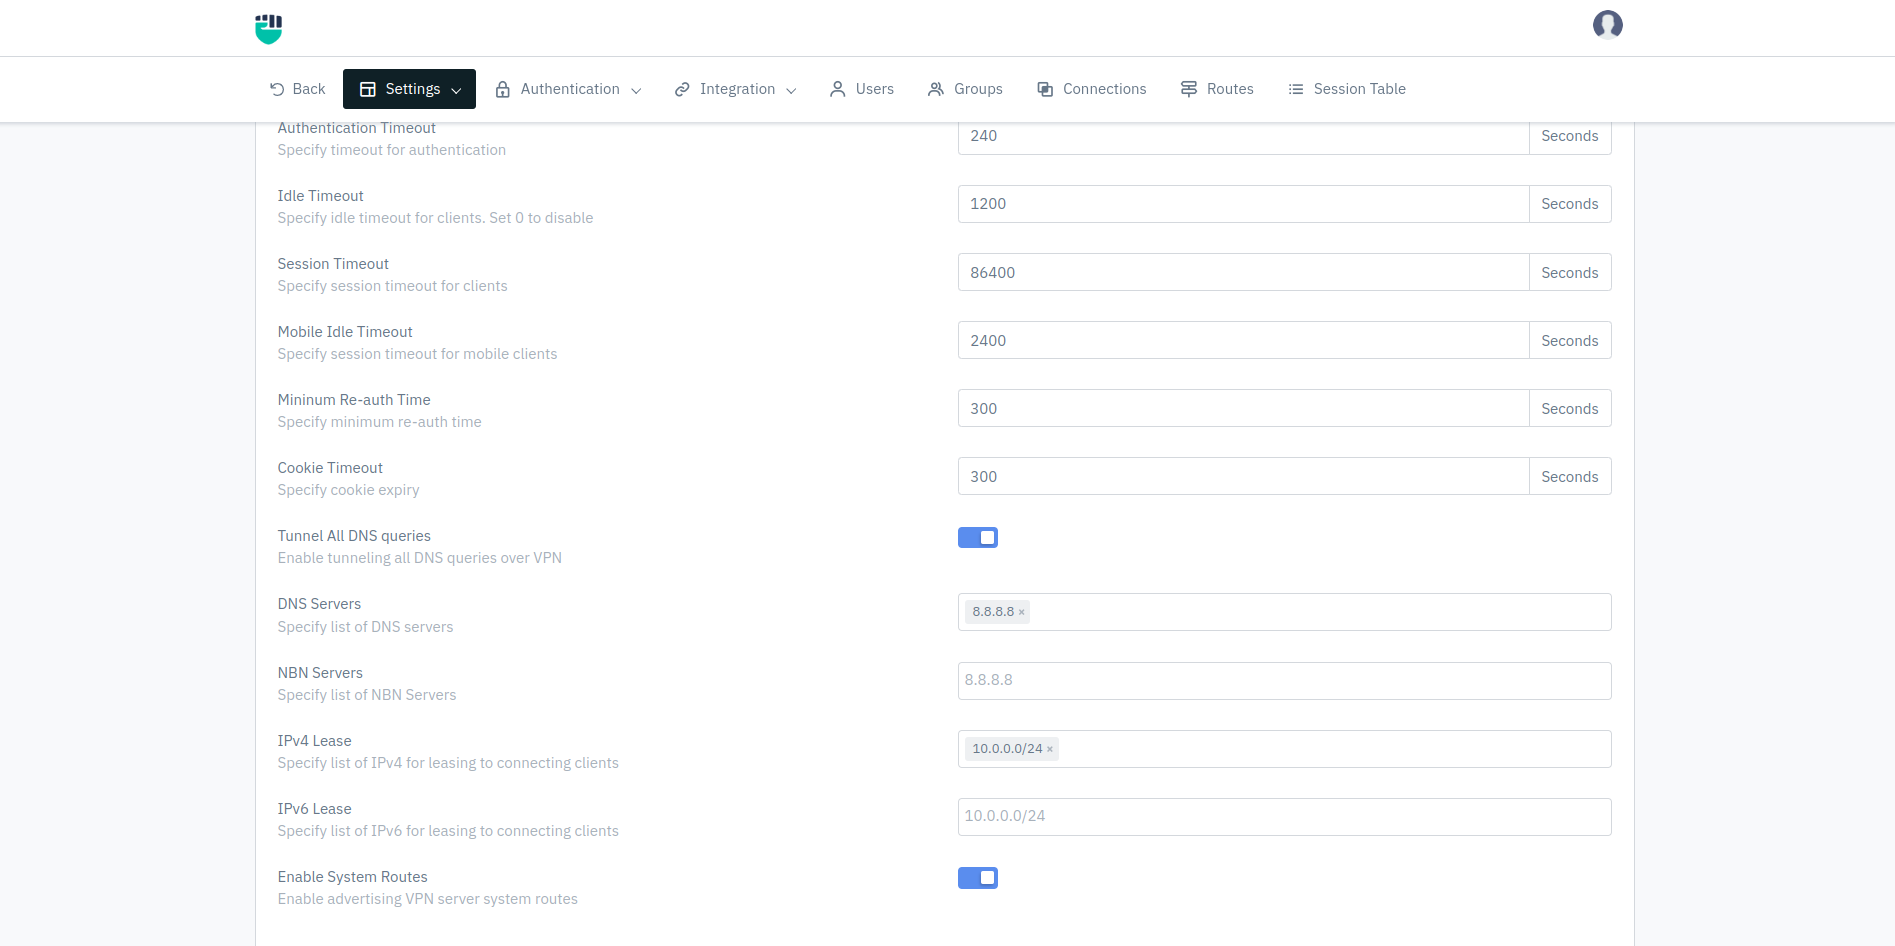 Back
Settings
Authentication
Integration
Users
Groups
Connections
Routes
Session Table
Authentication Timeout
Specify timeout for authentication
240
Seconds
Idle Timeout
Specify idle timeout for clients. Set 0 to disable
1200
Seconds
Session Timeout
Specify session timeout for clients
86400
Seconds
Mobile Idle Timeout
Specify session timeout for mobile clients
2400
Seconds
Mininum Re-auth Time
Specify minimum re-auth time
300
Seconds
Cookie Timeout
Specify cookie expiry
300
Seconds
Tunnel All DNS queries
Enable tunneling all DNS queries over VPN
DNS Servers
Specify list of DNS servers
8.8.8.8 ×
NBN Servers
Specify list of NBN Servers
8.8.8.8
IPv4 Lease
Specify list of IPv4 for leasing to connecting clients
10.0.0.0/24 ×
IPv6 Lease
Specify list of IPv6 for leasing to connecting clients
10.0.0.0/24
Enable System Routes
Enable advertising VPN server system routes